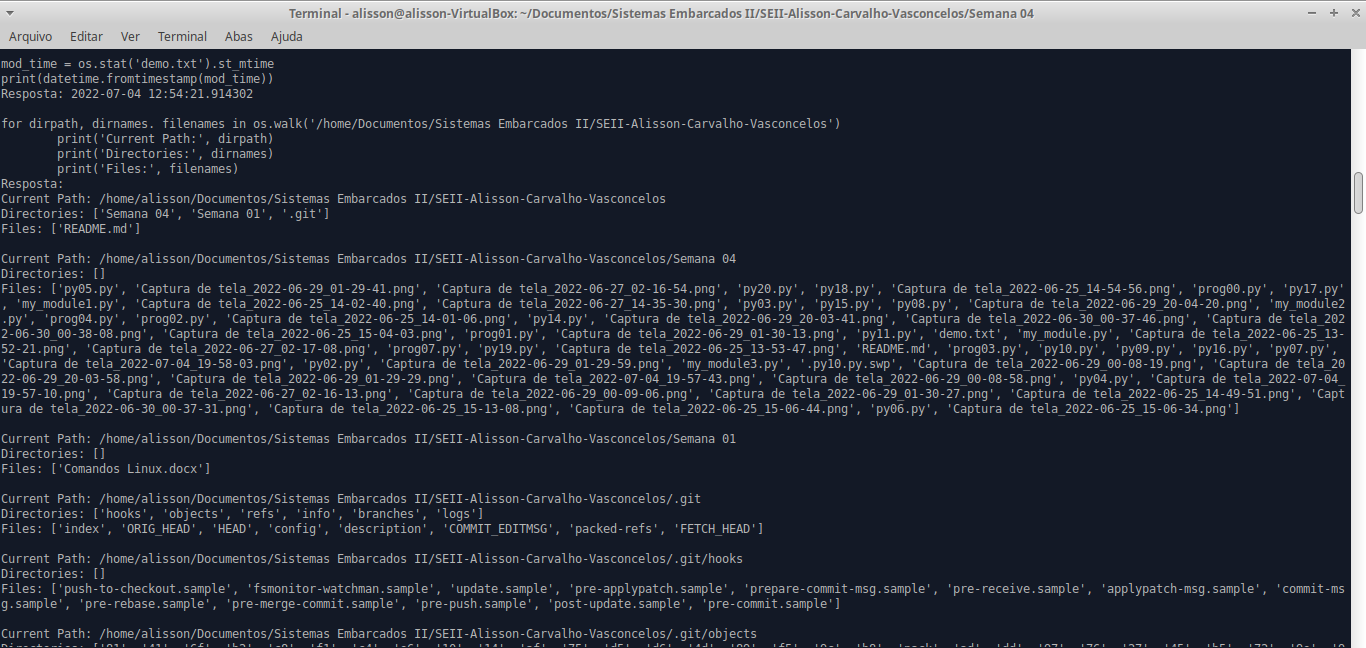 Terminal - alisson@alisson-VirtualBox: ~/Documentos/Sistemas Embarcados II/SEII-Alisson-Carvalho-Vasconcelos/Semana 04
Arquivo Editar Ver Terminal Abas Ajuda
mod_time = os.stat('demo.txt').st_mtime
print(datetime.fromtimestamp(mod_time))
Resposta: 2022-07-04 12:54:21.914302
for dirpath, dirnames. filenames in os.walk('/home/Documentos/Sistemas Embarcados II/SEII-Alisson-Carvalho-Vasconcelos')
print('Current Path:', dirpath)
print('Directories:', dirnames)
print('Files:', filenames)
Resposta:
Current Path: /home/alisson/Documentos/Sistemas Embarcados II/SEII-Alisson-Carvalho-Vasconcelos
Directories: ['Semana 04', 'Semana 01', '.git']
Files: ['README.md']
Current Path: /home/alisson/Documentos/Sistemas Embarcados II/SEII-Alisson-Carvalho-Vasconcelos/Semana 04
Directories: []
Files: ['py05.py', 'Captura de tela_2022-06-29_01-29-41.png', 'Captura de tela_2022-06-27_02-16-54.png', 'py20.py', 'py18.py', 'Captura de tela_2022-06-25_14-54-56.png', 'prog00.py', 'py17.py'
, 'my_module1.py', 'Captura de tela_2022-06-25_14-02-40.png', 'Captura de tela_2022-06-27_14-35-30.png', 'py03.py', 'py15.py', 'py08.py', 'Captura de tela_2022-06-29_20-04-20.png', 'my_module2
.py', 'prog04.py', 'prog02.py', 'Captura de tela_2022-06-25_14-01-06.png', 'py14.py', 'Captura de tela_2022-06-29_20-03-41.png', 'Captura de tela_2022-06-30_00-37-46.png', 'Captura de tela_202
2-06-30_00-38-08.png', 'Captura de tela_2022-06-25_15-04-03.png', 'prog01.py', 'Captura de tela_2022-06-29_01-30-13.png', 'py11.py', 'demo.txt', 'my_module.py', 'Captura de tela_2022-06-25_13-
52-21.png', 'Captura de tela_2022-06-27_02-17-08.png', 'prog07.py', 'py19.py', 'Captura de tela_2022-06-25_13-53-47.png', 'README.md', 'prog03.py', 'py10.py', 'py09.py', 'py16.py', 'py07.py',
'Captura de tela_2022-07-04_19-58-03.png', 'py02.py', 'Captura de tela_2022-06-29_01-29-59.png', 'my_module3.py', '.py10.py.swp', 'Captura de tela_2022-06-29_00-08-19.png', 'Captura de tela_20
22-06-29_20-03-58.png', 'Captura de tela_2022-06-29_01-29-29.png', 'Captura de tela_2022-07-04_19-57-43.png', 'Captura de tela_2022-06-29_00-08-58.png', 'py04.py', 'Captura de tela_2022-07-04_
19-57-10.png', 'Captura de tela_2022-06-27_02-16-13.png', 'Captura de tela_2022-06-29_00-09-06.png', 'Captura de tela_2022-06-29_01-30-27.png', 'Captura de tela_2022-06-25_14-49-51.png', 'Capt
ura de tela_2022-06-30_00-37-31.png', 'Captura de tela_2022-06-25_15-13-08.png', 'Captura de tela_2022-06-25_15-06-44.png', 'py06.py', 'Captura de tela_2022-06-25_15-06-34.png']
Current Path: /home/alisson/Documentos/Sistemas Embarcados II/SEII-Alisson-Carvalho-Vasconcelos/Semana 01
Directories: []
Files: ['Comandos Linux.docx']
Current Path: /home/alisson/Documentos/Sistemas Embarcados II/SEII-Alisson-Carvalho-Vasconcelos/.git
Directories: ['hooks', 'objects', 'refs', 'info', 'branches', 'logs']
Files: ['index', 'ORIG_HEAD', 'HEAD', 'config', 'description', 'COMMIT_EDITMSG', 'packed-refs', 'FETCH_HEAD']
Current Path: /home/alisson/Documentos/Sistemas Embarcados II/SEII-Alisson-Carvalho-Vasconcelos/.git/hooks
Directories: []
Files: ['push-to-checkout.sample', 'fsmonitor-watchman.sample', 'update.sample', 'pre-applypatch.sample', 'prepare-commit-msg.sample', 'pre-receive.sample', 'applypatch-msg.sample', 'commit-ms
g.sample', 'pre-rebase.sample', 'pre-merge-commit.sample', 'pre-push.sample', 'post-update.sample', 'pre-commit.sample']
Current Path: /home/alisson/Documentos/Sistemas Embarcados II/SEII-Alisson-Carvalho-Vasconcelos/.git/objects